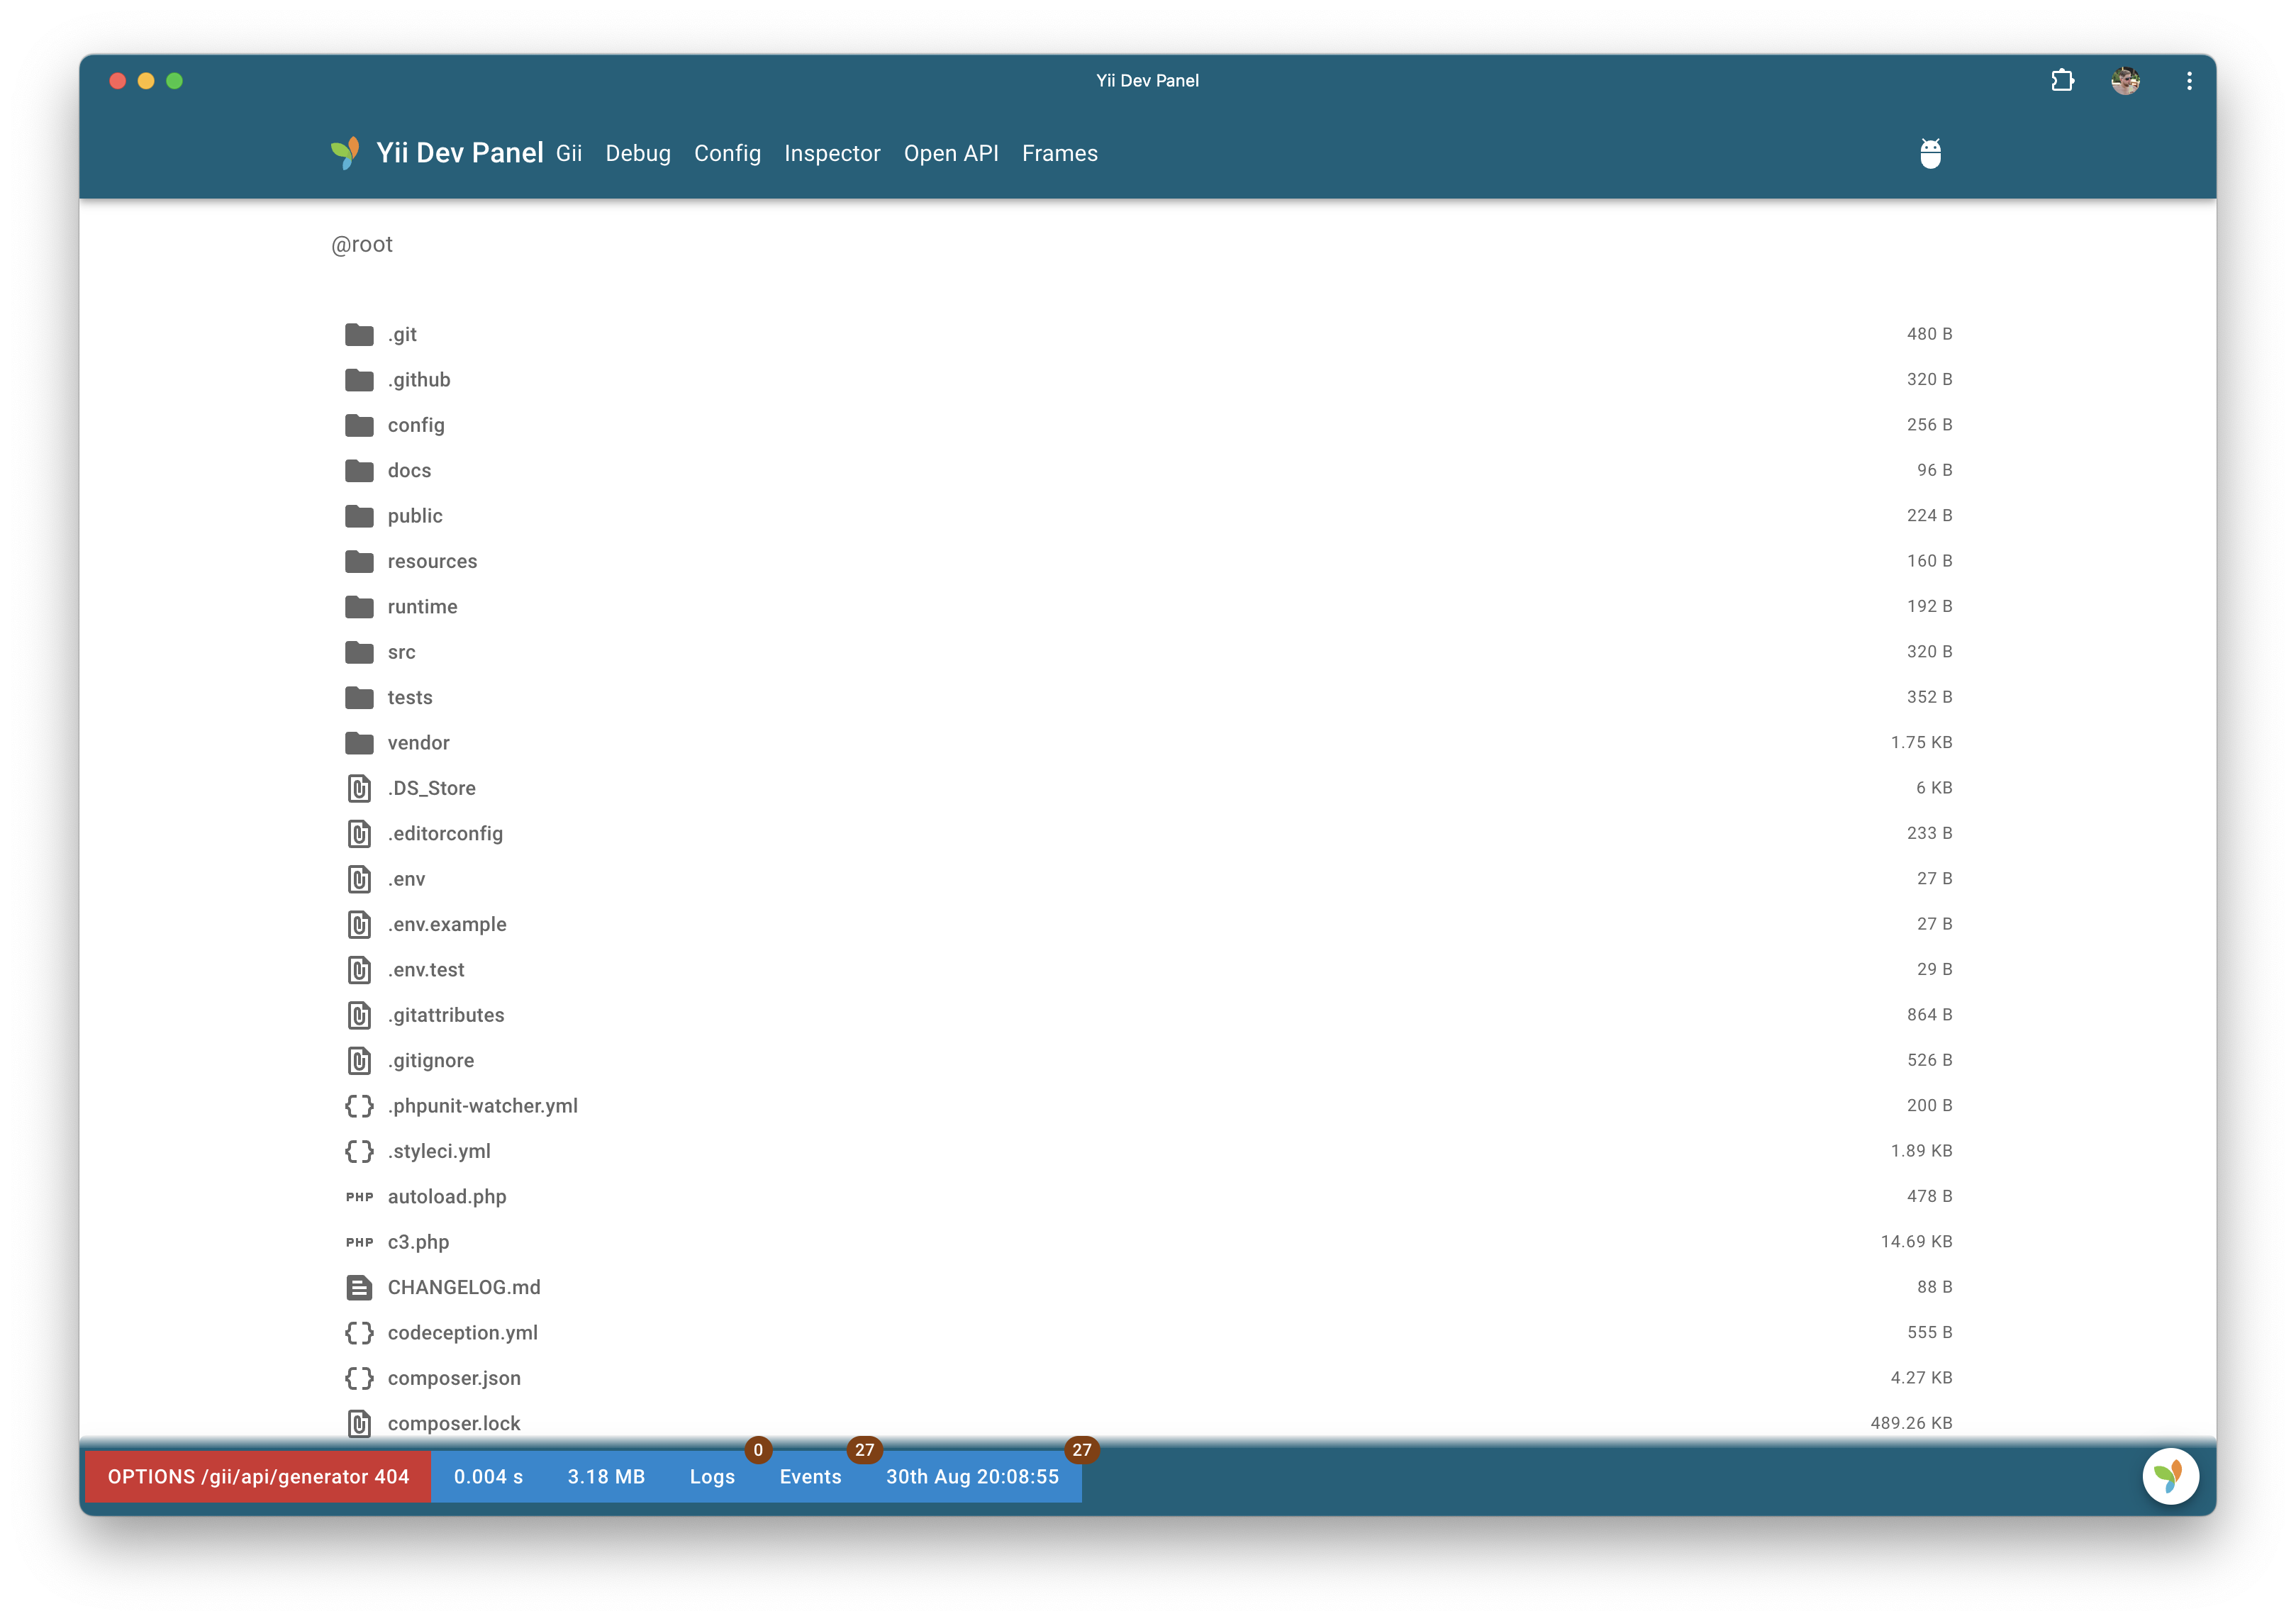 Yii Dev Panel
Yii Dev Panel Gii Debug Config Inspector Open API Frames
@root
.git 480 B
.github 320 B
config 256 B
docs 96 B
public 224 B
resources 160 B
runtime 192 B
src 320 B
tests 352 B
vendor 1.75 KB
.DS_Store 6 KB
.editorconfig 233 B
.env 27 B
.env.example 27 B
.env.test 29 B
.gitattributes 864 B
.gitignore 526 B
.phpunit-watcher.yml 200 B
.styleci.yml 1.89 KB
PHP autoload.php 478 B
PHP c3.php 14.69 KB
CHANGELOG.md 88 B
codeception.yml 555 B
composer.json 4.27 KB
composer.lock 489.26 KB
0 27 27
OPTIONS /gii/api/generator 404 0.004 s 3.18 MB Logs Events 30th Aug 20:08:55